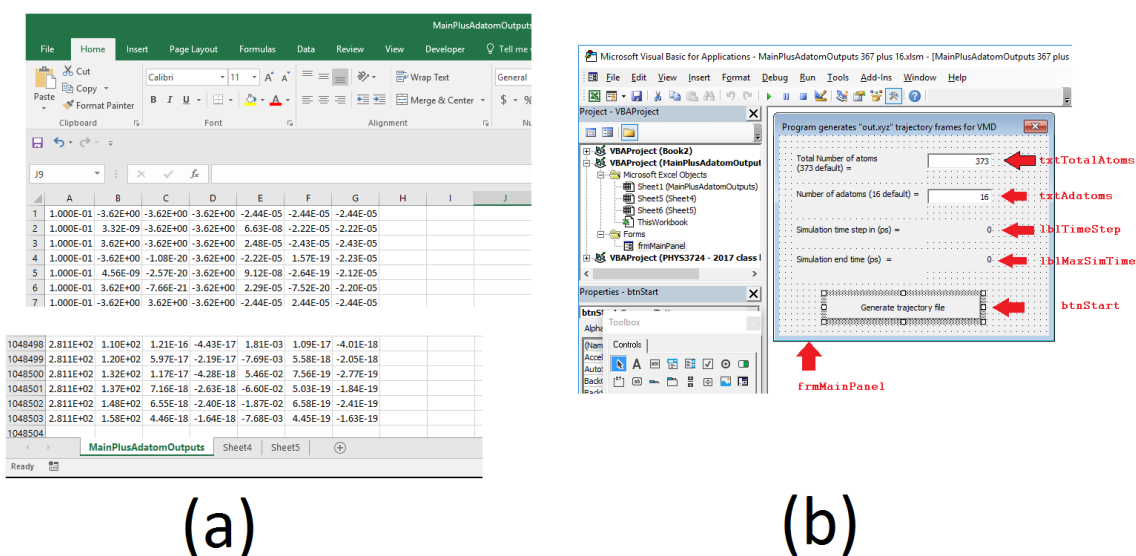 MainPlusAdatomOutputs
File Home Insert Page Layout Formulas Data Review View Developer Tell me
Cut
Copy
Format Painter
Paste
Calibri 11 A A Wrap Text General
B I U A Merge & Center $ %
Clipboard Font Alignment
J9 fx
A B C D E F G H I J
1 1.000E-01 -3.62E+00 -3.62E+00 -3.62E+00 -2.44E-05 -2.44E-05 -2.44E-05
2 1.000E-01 3.32E-09 -3.62E+00 -3.62E+00 6.63E-08 -2.22E-05 -2.22E-05
3 1.000E-01 3.62E+00 -3.62E+00 -3.62E+00 2.48E-05 -2.43E-05 -2.43E-05
4 1.000E-01 -3.62E+00 -1.08E-20 -3.62E+00 -2.22E-05 1.57E-19 -2.23E-05
5 1.000E-01 4.56E-09 -2.57E-20 -3.62E+00 9.12E-08 -2.64E-19 -2.12E-05
6 1.000E-01 3.62E+00 -7.66E-21 -3.62E+00 2.29E-05 -7.52E-20 -2.20E-05
7 1.000E-01 -3.62E+00 3.62E+00 -3.62E+00 -2.44E-05 2.44E-05 -2.44E-05
1048498 2.811E+02 1.10E+02 1.21E-16 -4.43E-17 1.81E-03 1.09E-17 -4.01E-18
1048499 2.811E+02 1.20E+02 5.97E-17 -2.19E-17 -7.69E-03 5.58E-18 -2.05E-18
1048500 2.811E+02 1.32E+02 1.17E-17 -4.28E-18 5.46E-02 7.56E-19 -2.77E-19
1048501 2.811E+02 1.37E+02 7.16E-18 -2.63E-18 -6.60E-02 5.03E-19 -1.84E-19
1048502 2.811E+02 1.48E+02 6.55E-18 -2.40E-18 -1.87E-02 6.58E-19 -2.41E-19
1048503 2.811E+02 1.58E+02 4.46E-18 -1.64E-18 -7.68E-03 4.45E-19 -1.63E-19
1048504
MainPlusAdatomOutputs Sheet4 Sheet5
Ready
(a)
Microsoft Visual Basic for Applications - MainPlusAdatomOutputs 367 plus 16.xlsm - [MainPlusAdatomOutputs 367 plus
File Edit View Insert Format Debug Run Tools Add-Ins Window Help
Project - VBAProject
VBAProject (Book2)
VBAProject (MainPlusAdatomOutput
Microsoft Excel Objects
Sheet1 (MainPlusAdatomOutputs)
Sheet5 (Sheet4)
Sheet6 (Sheet5)
ThisWorkbook
Forms
frmMainPanel
VBAProject (PHYS3724 - 2017 class
Properties - btnStart
Toolbox
Controls
Program generates "out.xyz" trajectory frames for VMD
Total Number of atoms
(373 default) = 373
txtTotalAtoms
Number of adatoms (16 default) = 16
txtAdatoms
Simulation time step in (ps) = 0
lblTimeStep
Simulation end time (ps) = 0
lblMaxSimTime
Generate trajectory file
btnStart
frmMainPanel
(b)